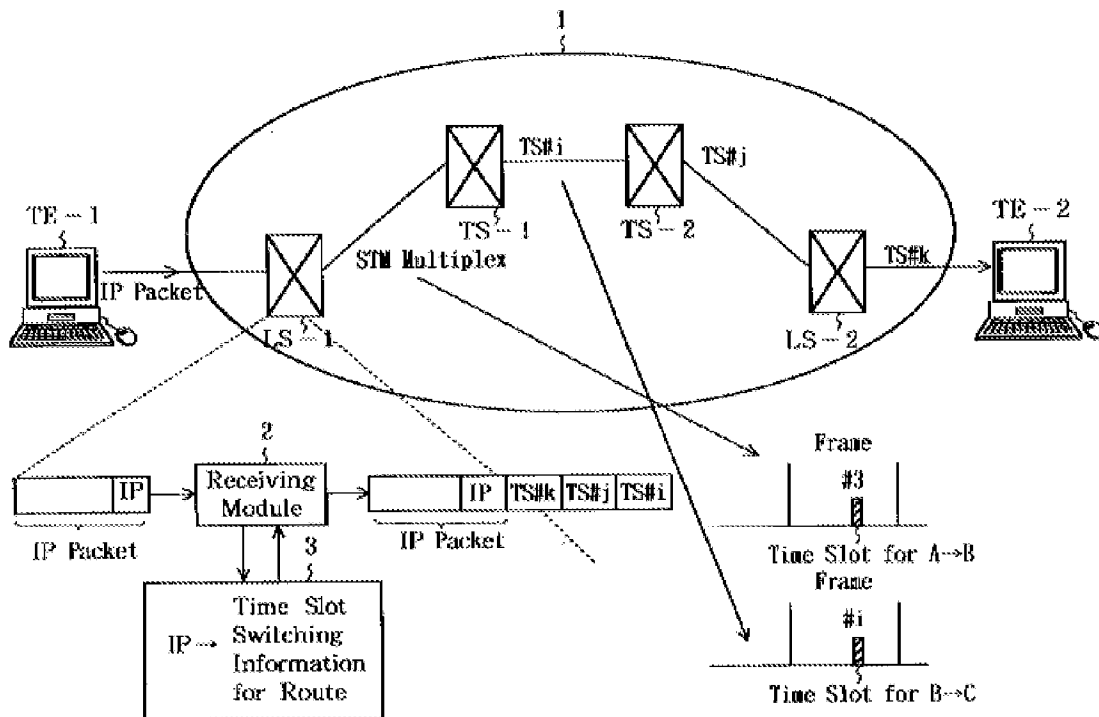 1
TE-1
IP Packet
TS#i
TS#j
TS-1
TS-2
TE-2
STM Multiplex
TS#k
LS-1
LS-2
2
Receiving
Module
IP
IP Packet
IP TS#k TS#j TS#i
IP Packet
3
IP→ Time Slot
Switching
Information
for Route
Frame
#3
Time Slot for A→B
Frame
#i
Time Slot for B→C